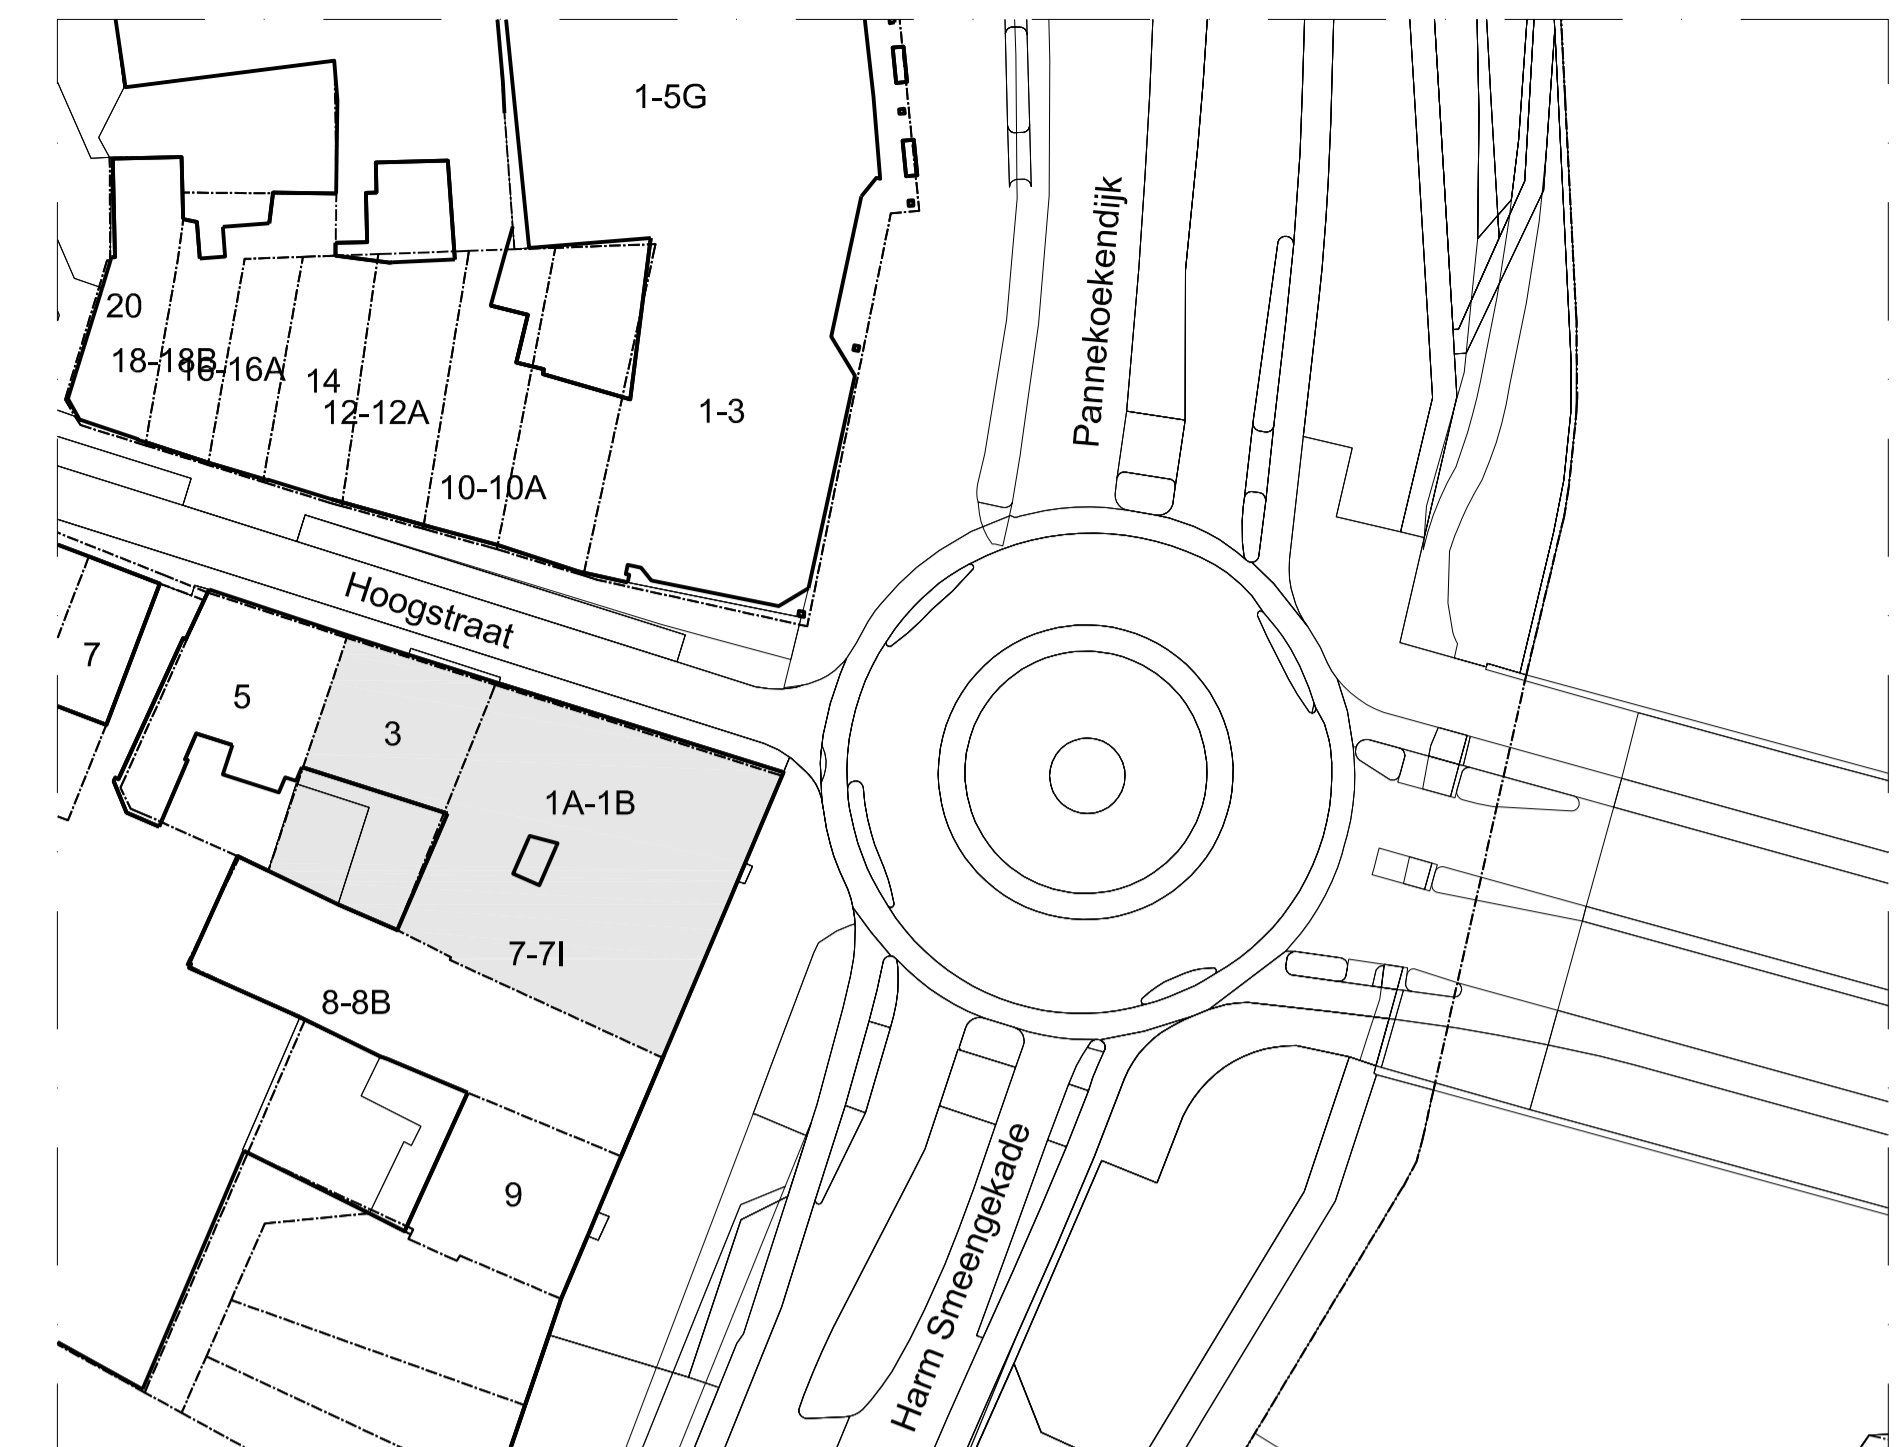 1-5G
Pannekoekendijk
20
18-18B
16-16A
14
12-12A
1-3
10-10A
Hoogstraat
7
5
3
1A-1B
7-7I
8-8B
9
Harm Smeengekade